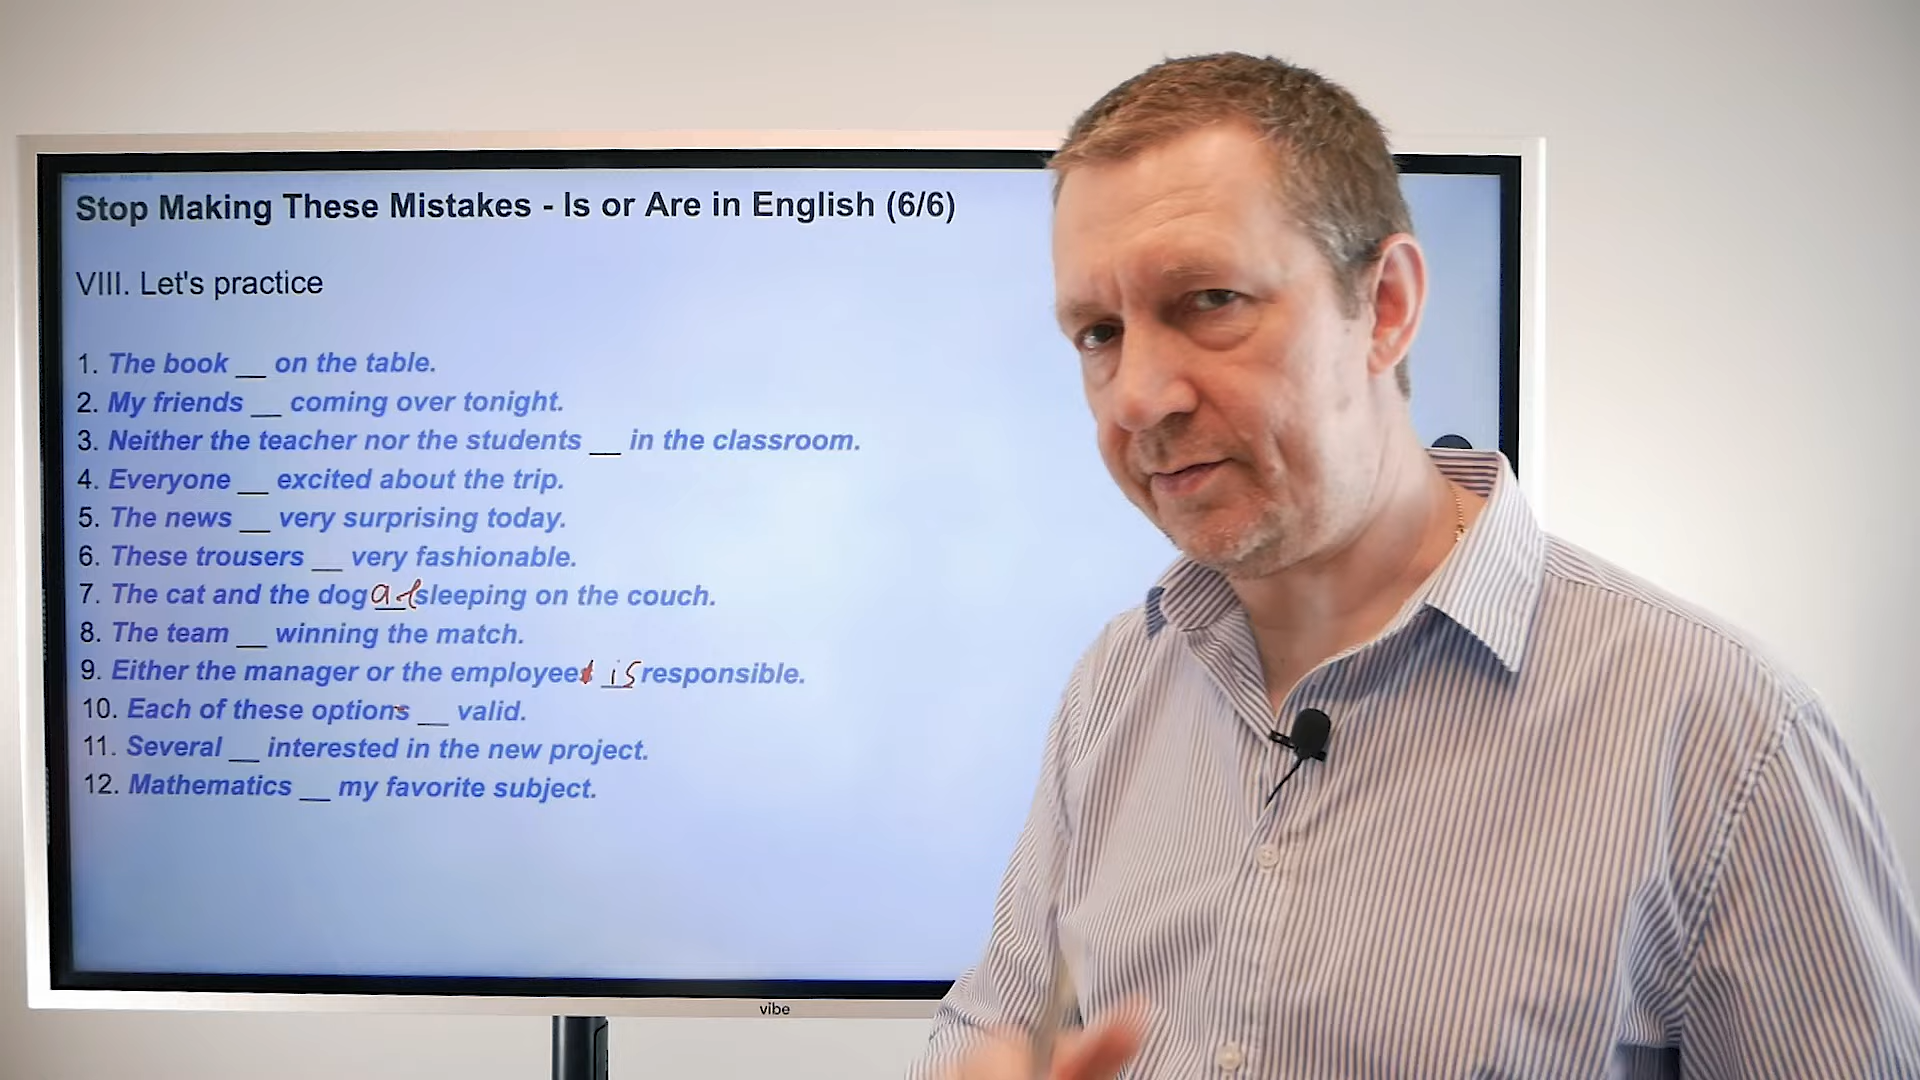 Stop Making These Mistakes - Is or Are in English (6/6)
VIII. Let's practice
1. The book __ on the table.
2. My friends __ coming over tonight.
3. Neither the teacher nor the students __ in the classroom.
4. Everyone __ excited about the trip.
5. The news __ very surprising today.
6. These trousers __ very fashionable.
7. The cat and the dog sleeping on the couch.
8. The team __ winning the match.
9. Either the manager or the employee is responsible.
10. Each of these options __ valid.
11. Several __ interested in the new project.
12. Mathematics __ my favorite subject.
vibe